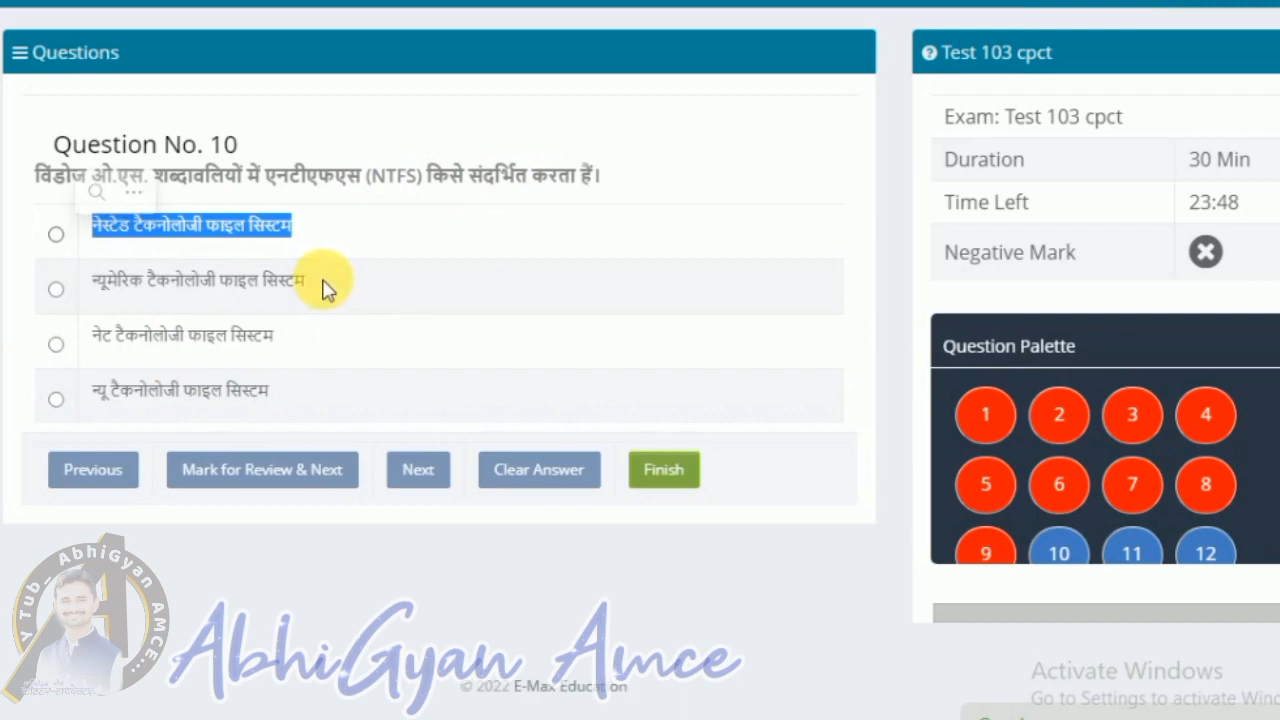 Questions
Question No. 10
विंडोज ओ.एस. शब्दावलियों में एनटीएफएस (NTFS) किसे संदर्भित करता हैं।
नेस्टेड टैकनोलोजी फाइल सिस्टम
न्यूमेरिक टैकनोलोजी फाइल सिस्टम
नेट टैकनोलोजी फाइल सिस्टम
न्यू टैकनोलोजी फाइल सिस्टम
Previous Mark for Review & Next Next Clear Answer Finish
Test 103 cpct
Exam: Test 103 cpct
Duration 30 Min
Time Left 23:48
Negative Mark
Question Palette
1 2 3 4
5 6 7 8
9 10 11 12
AbhiGyan Amce...
AbhiGyan Amce
© 2022 E-Max Education
Activate Windows
Go to Settings to activate